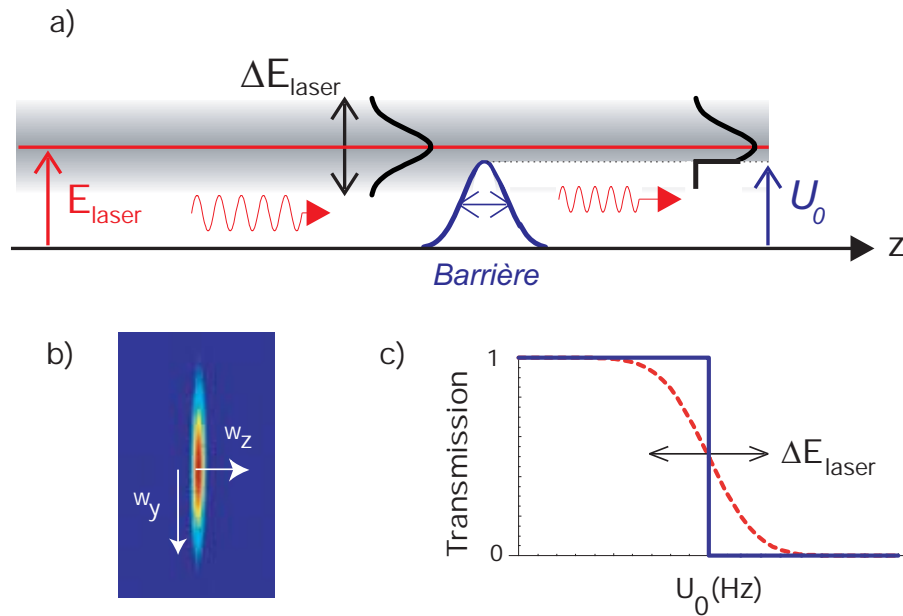 a)
ΔE_laser
E_laser
U_0
z
Barrière
b)
w_z
w_y
c)
1
Transmission
ΔE_laser
0
U_0(Hz)